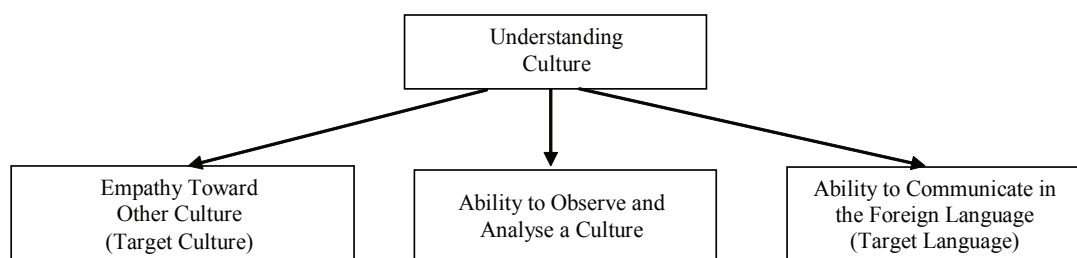 Understanding
Culture
Empathy Toward
Other Culture
(Target Culture)
Ability to Observe and
Analyse a Culture
Ability to Communicate in
the Foreign Language
(Target Language)